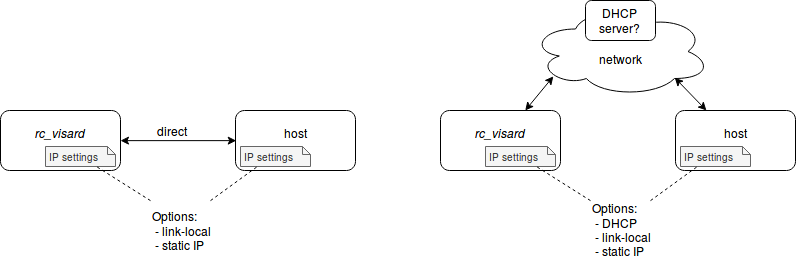 rc_visard
IP settings
direct
host
IP settings
Options:
- link-local
- static IP
DHCP
server?
network
rc_visard
IP settings
host
IP settings
Options:
- DHCP
- link-local
- static IP